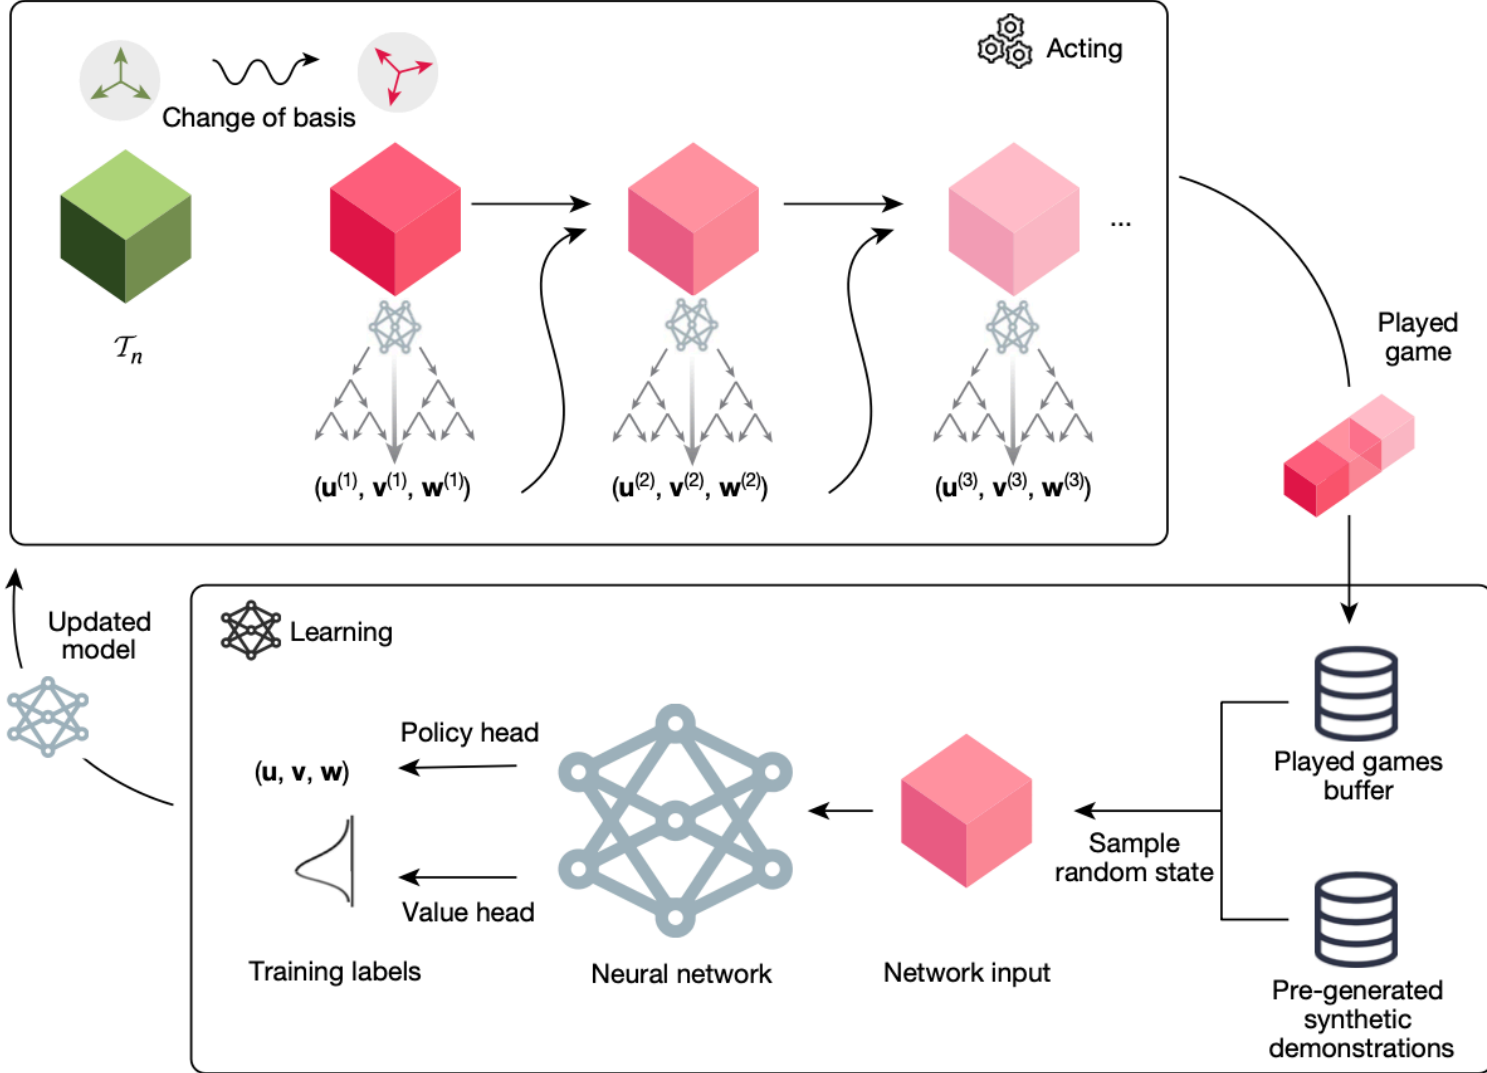 Acting
Change of basis
𝒯n
...
(u(1), v(1), w(1))
(u(2), v(2), w(2))
(u(3), v(3), w(3))
Played
game
Updated
model
Learning
Policy head
(u, v, w)
Value head
Training labels
Neural network
Network input
Sample
random state
Played games
buffer
Pre-generated
synthetic
demonstrations